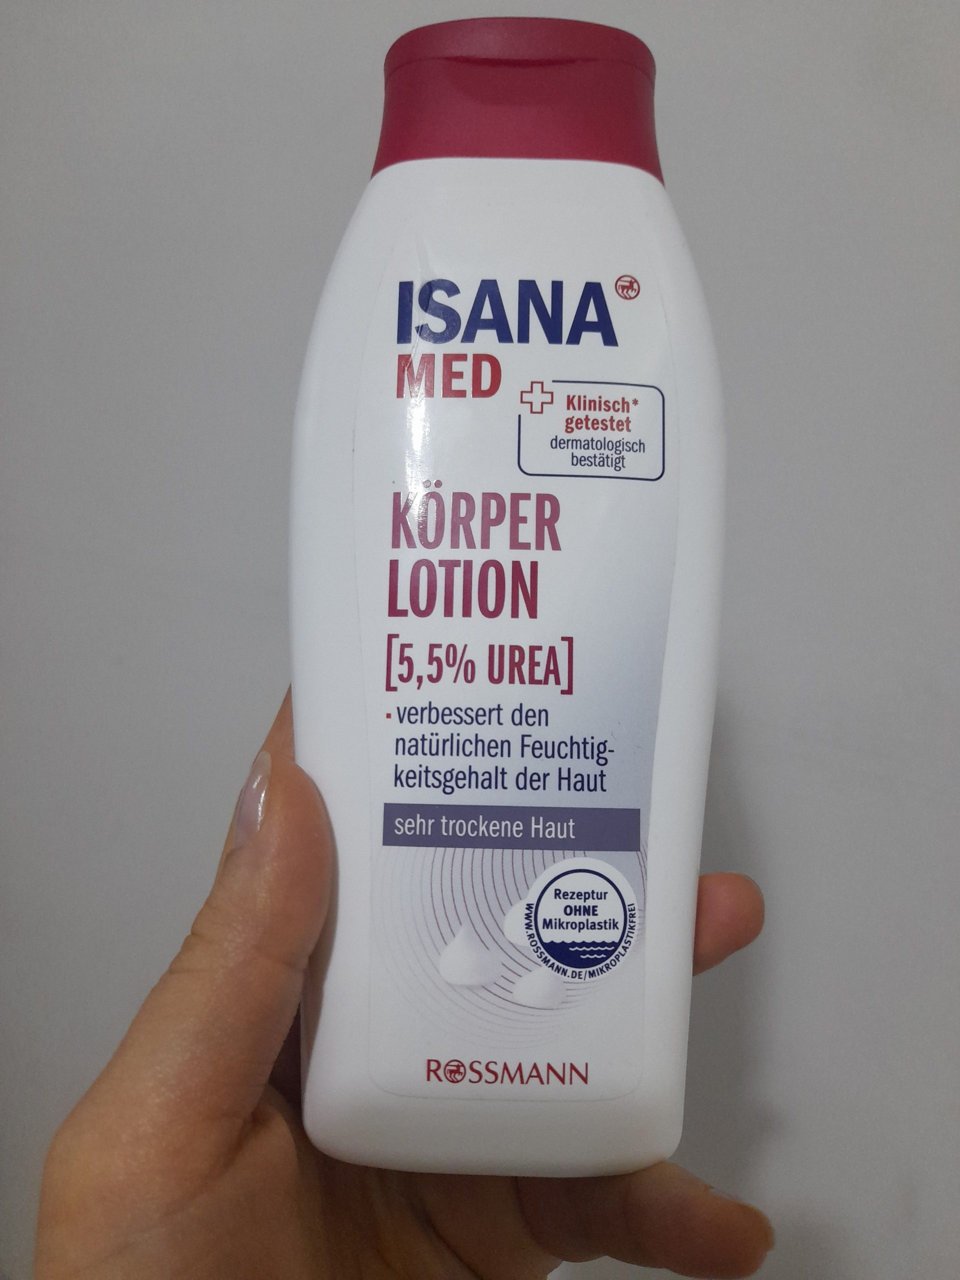 ISANA
MED
Klinisch*
getestet
dermatologisch
bestätigt
KÖRPER
LOTION
[5,5% UREA]
· verbessert den
natürlichen Feuchtig-
keitsgehalt der Haut
sehr trockene Haut
Rezeptur
OHNE
Mikroplastik
WWW.ROSSMANN.DE/MIKROPLASTIKFREI
ROSSMANN